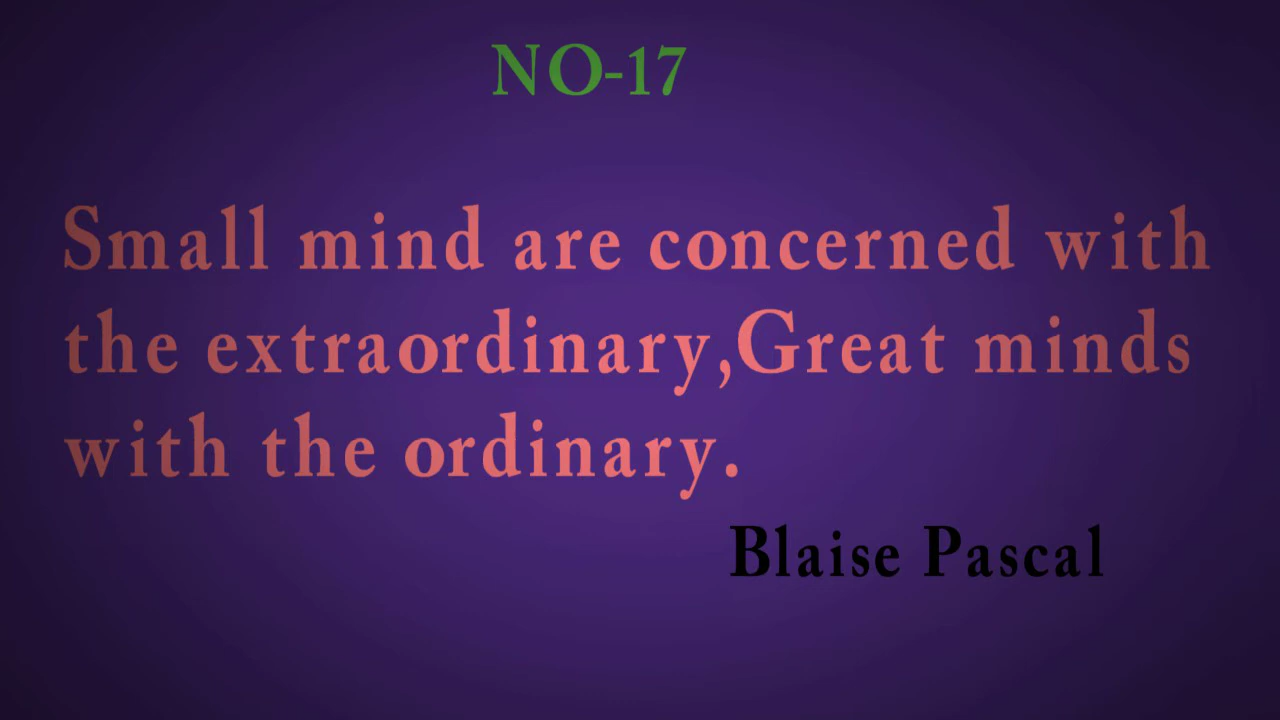 NO-17
Small mind are concerned with
the extraordinary,Great minds
with the ordinary.
Blaise Pascal